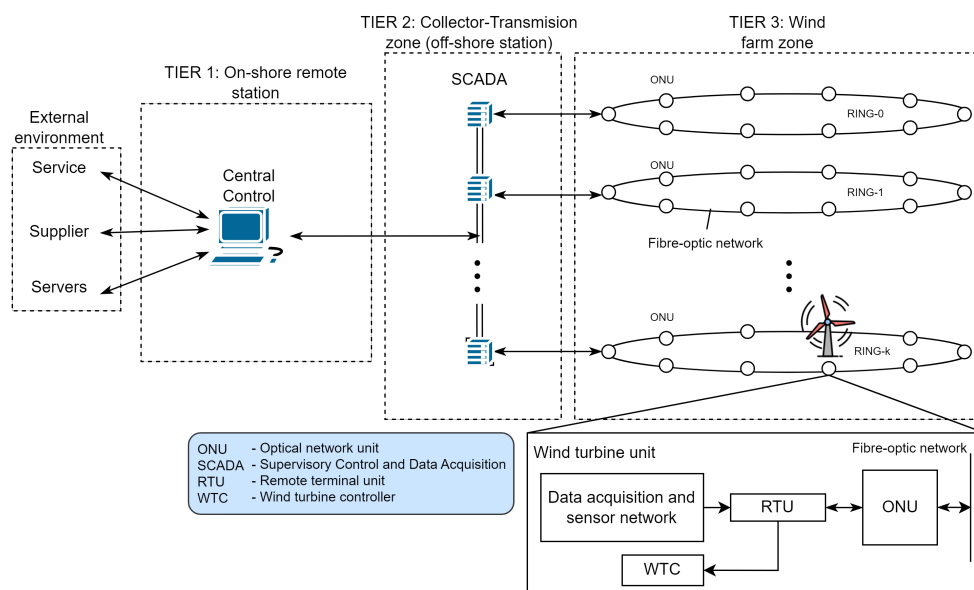 TIER 2: Collector-Transmision
zone (off-shore station)
TIER 3: Wind
farm zone
TIER 1: On-shore remote
station
SCADA
ONU
RING-0
External
environment
Service
Supplier
Servers
Central
Control
ONU
RING-1
Fibre-optic network
ONU
RING-k
ONU - Optical network unit
SCADA - Supervisory Control and Data Acquisition
RTU - Remote terminal unit
WTC - Wind turbine controller
Wind turbine unit
Fibre-optic network
Data acquisition and
sensor network
RTU
ONU
WTC